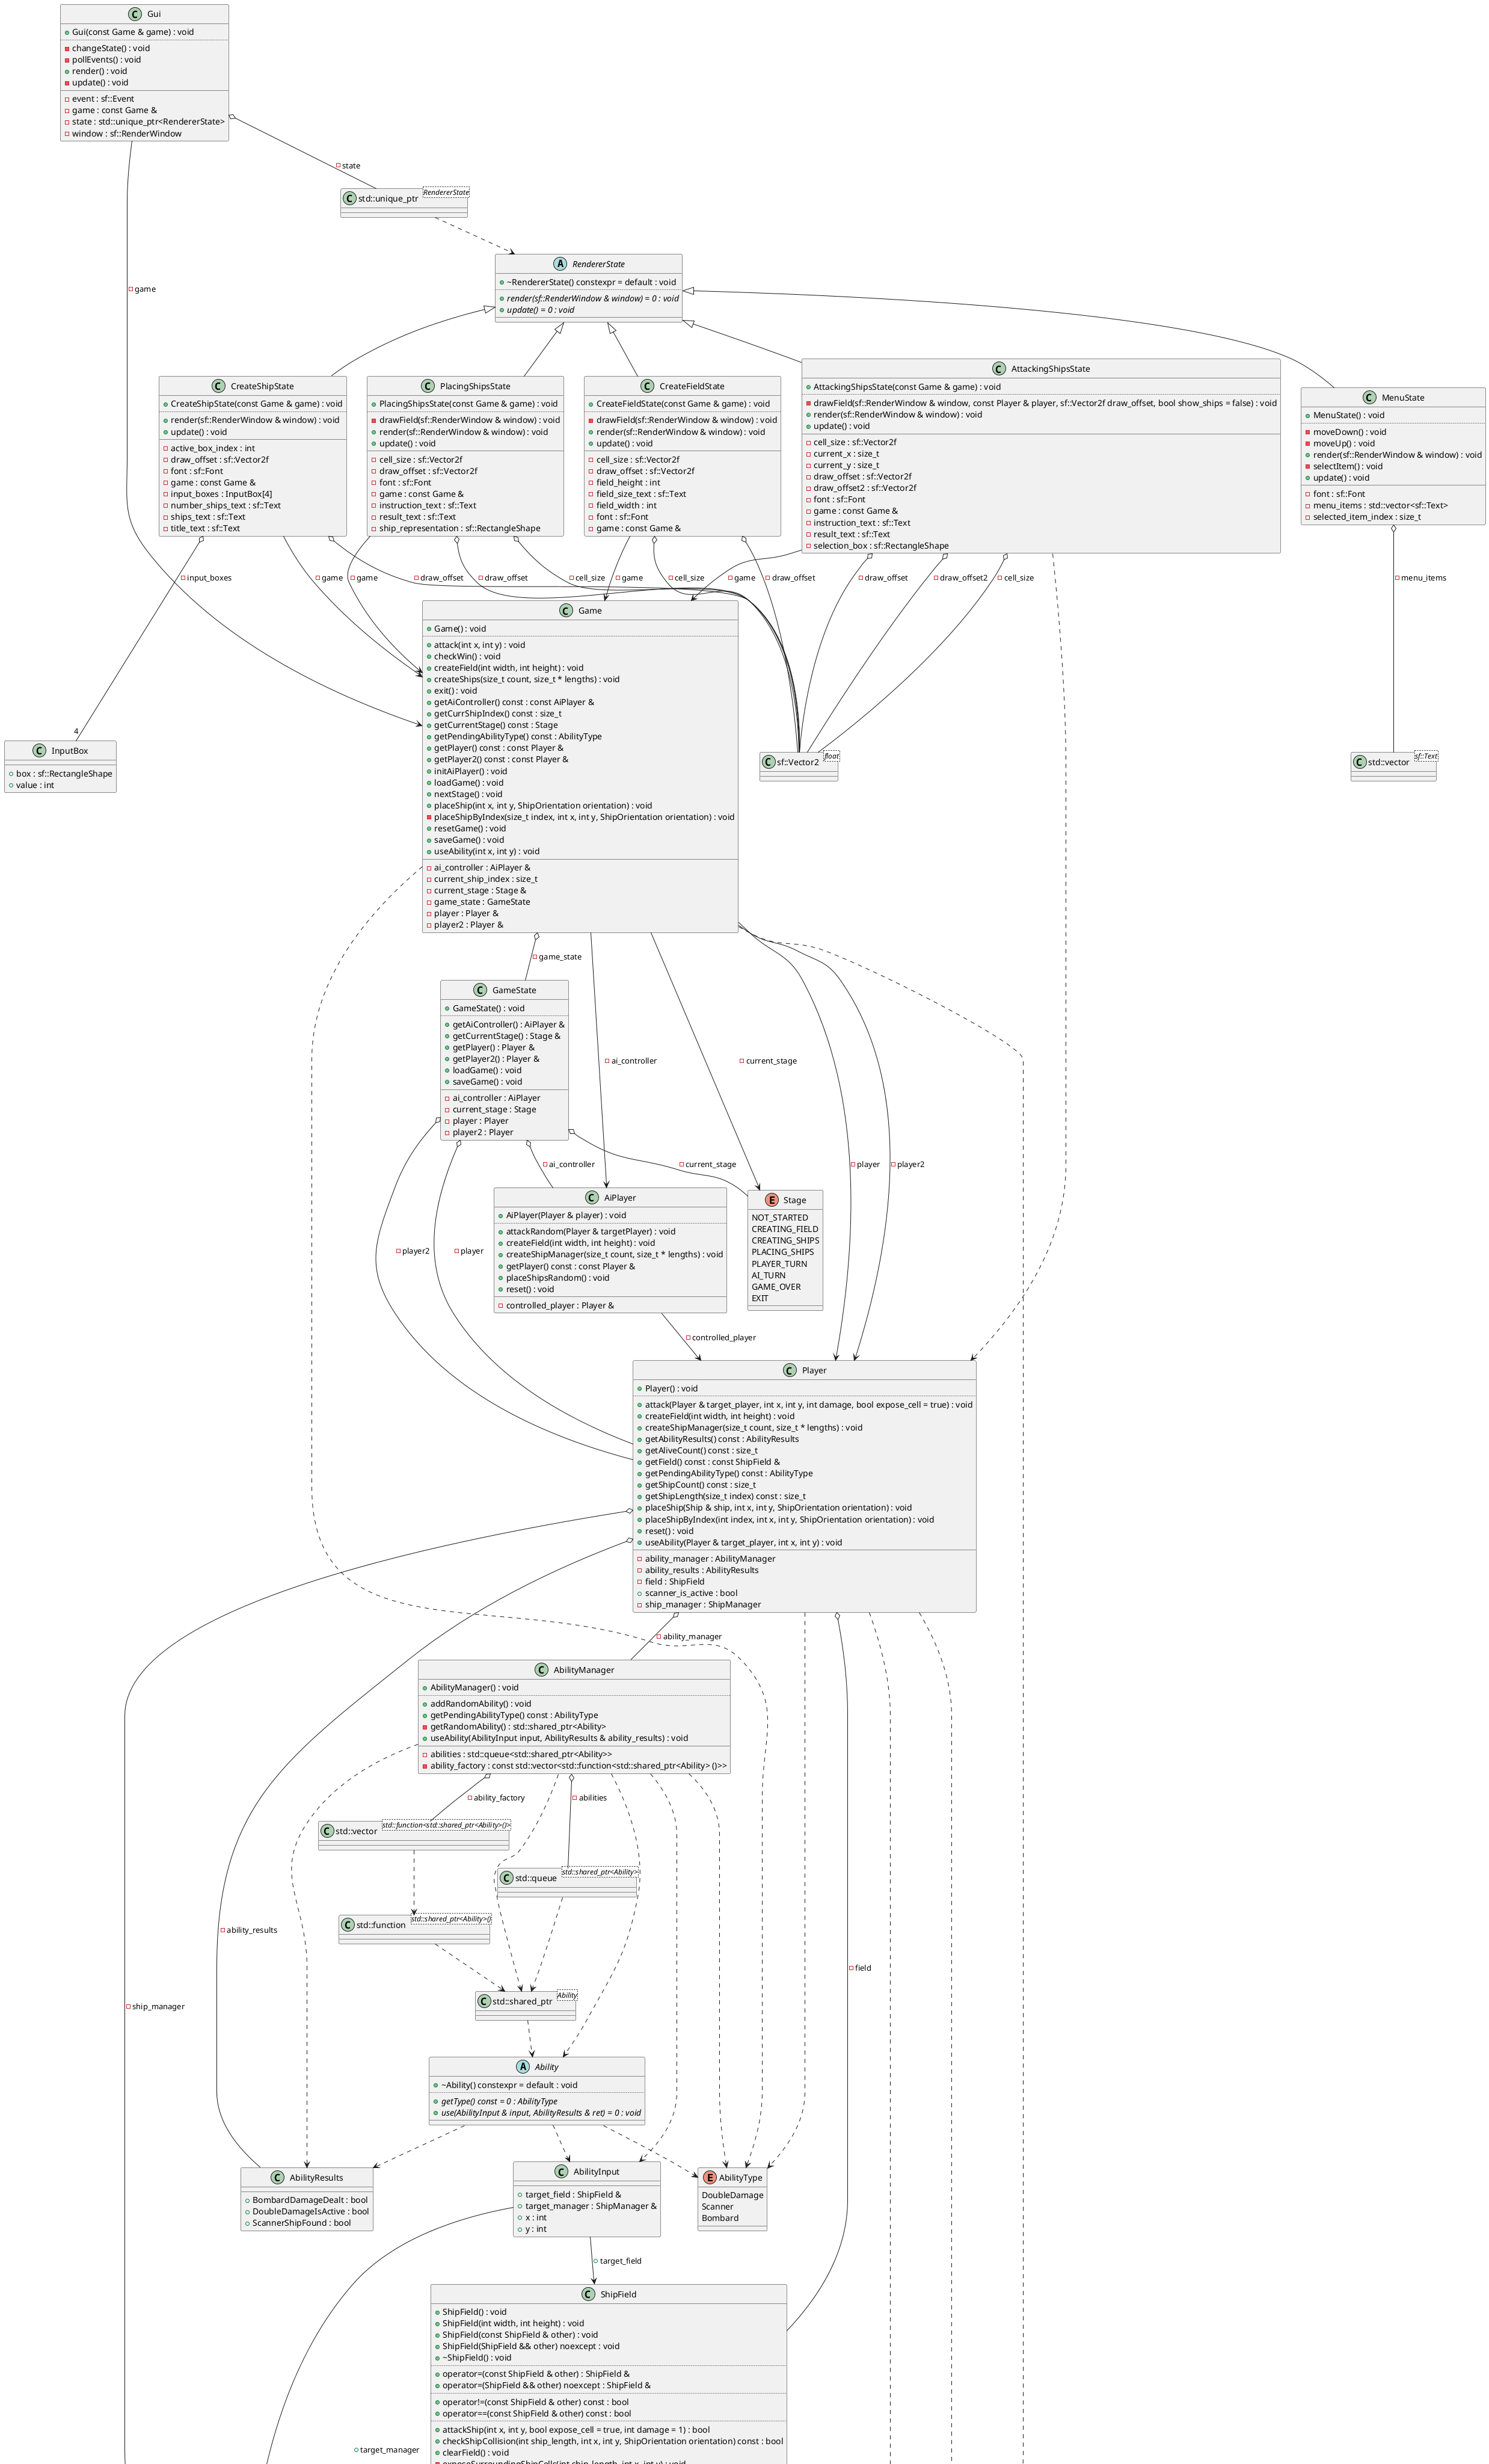 Gui
Gui(const Game & game) : void
changeState() : void
pollEvents() : void
render() : void
update() : void
event : sf::Event
game : const Game &
state : std::unique_ptr<RendererState>
window : sf::RenderWindow
state
std::unique_ptr
RendererState
game
RendererState
~RendererState() constexpr = default : void
render(sf::RenderWindow & window) = 0 : void
update() = 0 : void
CreateShipState
CreateShipState(const Game & game) : void
render(sf::RenderWindow & window) : void
update() : void
active_box_index : int
draw_offset : sf::Vector2f
font : sf::Font
game : const Game &
input_boxes : InputBox[4]
number_ships_text : sf::Text
ships_text : sf::Text
title_text : sf::Text
PlacingShipsState
PlacingShipsState(const Game & game) : void
drawField(sf::RenderWindow & window) : void
render(sf::RenderWindow & window) : void
update() : void
cell_size : sf::Vector2f
draw_offset : sf::Vector2f
font : sf::Font
game : const Game &
instruction_text : sf::Text
result_text : sf::Text
ship_representation : sf::RectangleShape
CreateFieldState
CreateFieldState(const Game & game) : void
drawField(sf::RenderWindow & window) : void
render(sf::RenderWindow & window) : void
update() : void
cell_size : sf::Vector2f
draw_offset : sf::Vector2f
field_height : int
field_size_text : sf::Text
field_width : int
font : sf::Font
game : const Game &
AttackingShipsState
AttackingShipsState(const Game & game) : void
drawField(sf::RenderWindow & window, const Player & player, sf::Vector2f draw_offset, bool show_ships = false) : void
render(sf::RenderWindow & window) : void
update() : void
cell_size : sf::Vector2f
current_x : size_t
current_y : size_t
draw_offset : sf::Vector2f
draw_offset2 : sf::Vector2f
font : sf::Font
game : const Game &
instruction_text : sf::Text
result_text : sf::Text
selection_box : sf::RectangleShape
MenuState
MenuState() : void
moveDown() : void
moveUp() : void
render(sf::RenderWindow & window) : void
selectItem() : void
update() : void
font : sf::Font
menu_items : std::vector<sf::Text>
selected_item_index : size_t
input_boxes
game
draw_offset
game
draw_offset
cell_size
game
cell_size
draw_offset
game
draw_offset
draw_offset2
cell_size
menu_items
4
InputBox
box : sf::RectangleShape
value : int
Game
Game() : void
attack(int x, int y) : void
checkWin() : void
createField(int width, int height) : void
createShips(size_t count, size_t * lengths) : void
exit() : void
getAiController() const : const AiPlayer &
getCurrShipIndex() const : size_t
getCurrentStage() const : Stage
getPendingAbilityType() const : AbilityType
getPlayer() const : const Player &
getPlayer2() const : const Player &
initAiPlayer() : void
loadGame() : void
nextStage() : void
placeShip(int x, int y, ShipOrientation orientation) : void
placeShipByIndex(size_t index, int x, int y, ShipOrientation orientation) : void
resetGame() : void
saveGame() : void
useAbility(int x, int y) : void
ai_controller : AiPlayer &
current_ship_index : size_t
current_stage : Stage &
game_state : GameState
player : Player &
player2 : Player &
sf::Vector2
float
std::vector
sf::Text
game_state
GameState
GameState() : void
getAiController() : AiPlayer &
getCurrentStage() : Stage &
getPlayer() : Player &
getPlayer2() : Player &
loadGame() : void
saveGame() : void
ai_controller : AiPlayer
current_stage : Stage
player : Player
player2 : Player
ai_controller
current_stage
player2
player
ai_controller
current_stage
player
player2
AiPlayer
AiPlayer(Player & player) : void
attackRandom(Player & targetPlayer) : void
createField(int width, int height) : void
createShipManager(size_t count, size_t * lengths) : void
getPlayer() const : const Player &
placeShipsRandom() : void
reset() : void
controlled_player : Player &
Stage
NOT_STARTED
CREATING_FIELD
CREATING_SHIPS
PLACING_SHIPS
PLAYER_TURN
AI_TURN
GAME_OVER
EXIT
controlled_player
Player
Player() : void
attack(Player & target_player, int x, int y, int damage, bool expose_cell = true) : void
createField(int width, int height) : void
createShipManager(size_t count, size_t * lengths) : void
getAbilityResults() const : AbilityResults
getAliveCount() const : size_t
getField() const : const ShipField &
getPendingAbilityType() const : AbilityType
getShipCount() const : size_t
getShipLength(size_t index) const : size_t
placeShip(Ship & ship, int x, int y, ShipOrientation orientation) : void
placeShipByIndex(int index, int x, int y, ShipOrientation orientation) : void
reset() : void
useAbility(Player & target_player, int x, int y) : void
ability_manager : AbilityManager
ability_results : AbilityResults
field : ShipField
scanner_is_active : bool
ship_manager : ShipManager
ability_manager
AbilityManager
AbilityManager() : void
addRandomAbility() : void
getPendingAbilityType() const : AbilityType
getRandomAbility() : std::shared_ptr<Ability>
useAbility(AbilityInput input, AbilityResults & ability_results) : void
abilities : std::queue<std::shared_ptr<Ability>>
ability_factory : const std::vector<std::function<std::shared_ptr<Ability> ()>>
ability_factory
abilities
std::vector
std::function<std::shared_ptr<Ability>()>
std::queue
std::shared_ptr<Ability>
std::function
std::shared_ptr<Ability>()
ability_results
field
ship_manager
std::shared_ptr
Ability
Ability
~Ability() constexpr = default : void
getType() const = 0 : AbilityType
use(AbilityInput & input, AbilityResults & ret) = 0 : void
AbilityResults
BombardDamageDealt : bool
DoubleDamageIsActive : bool
ScannerShipFound : bool
AbilityInput
target_field : ShipField &
target_manager : ShipManager &
x : int
y : int
AbilityType
DoubleDamage
Scanner
Bombard
target_field
ShipField
ShipField() : void
ShipField(int width, int height) : void
ShipField(const ShipField & other) : void
ShipField(ShipField && other) noexcept : void
~ShipField() : void
operator=(const ShipField & other) : ShipField &
operator=(ShipField && other) noexcept : ShipField &
operator!=(const ShipField & other) const : bool
operator==(const ShipField & other) const : bool
attackShip(int x, int y, bool expose_cell = true, int damage = 1) : bool
checkShipCollision(int ship_length, int x, int y, ShipOrientation orientation) const : bool
clearField() : void
target_manager